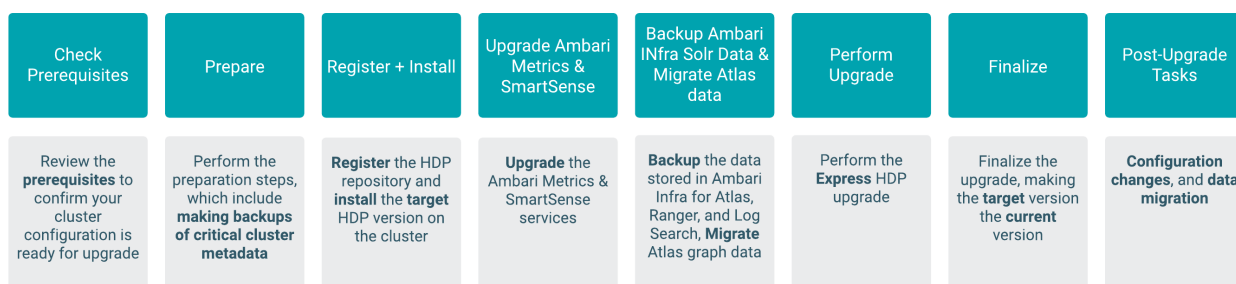 Check
Prerequisites
Review the
prerequisites to
confirm your
cluster
configuration is
ready for upgrade
Prepare
Perform the
preparation steps,
which include
making backups
of critical cluster
metadata
Register + Install
Register the HDP
repository and
install the target
HDP version on
the cluster
Upgrade Ambari
Metrics &
SmartSense
Upgrade the
Ambari Metrics &
SmartSense
services
Backup Ambari
INfra Solr Data &
Migrate Atlas
data
Backup the data
stored in Ambari
Infra for Atlas,
Ranger, and Log
Search, Migrate
Atlas graph data
Perform
Upgrade
Perform the
Express HDP
upgrade
Finalize
Finalize the
upgrade, making
the target version
the current
version
Post-Upgrade
Tasks
Configuration
changes, and data
migration